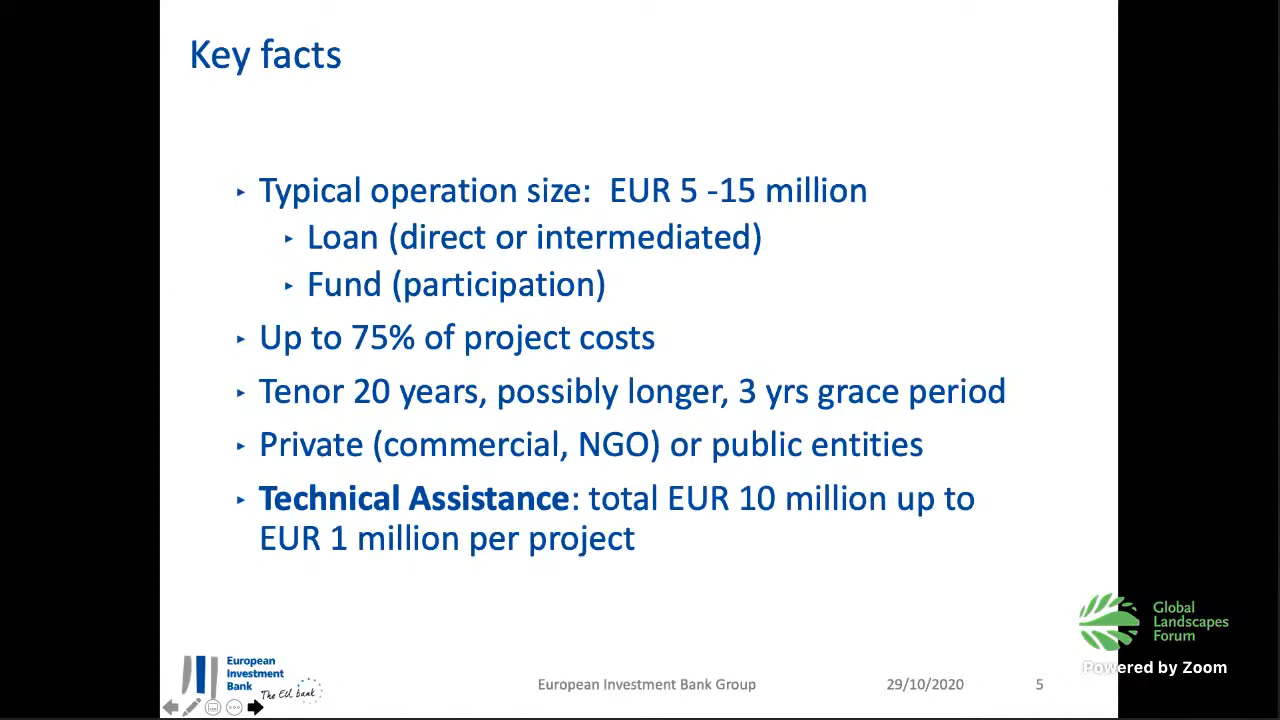 Key facts
Typical operation size: EUR 5 -15 million
Loan (direct or intermediated)
Fund (participation)
Up to 75% of project costs
Tenor 20 years, possibly longer, 3 yrs grace period
Private (commercial, NGO) or public entities
Technical Assistance: total EUR 10 million up to
EUR 1 million per project
Global
Landscapes
Forum
Powered by Zoom
European
Investment
Bank
The EU bank
European Investment Bank Group
29/10/2020
5